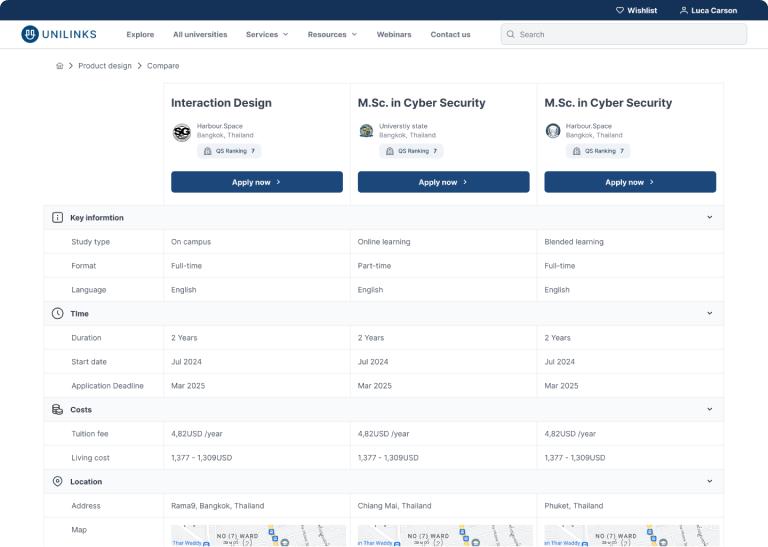 Wishlist Luca Carson
UNILINKS Explore All universities Services Resources Webinars Contact us Search
Product design Compare
Interaction Design M.Sc. in Cyber Security M.Sc. in Cyber Security
Harbour.Space Universtiy state Harbour.Space
Bangkok, Thailand Bangkok, Thailand Bangkok, Thailand
QS Ranking 7 QS Ranking 7 QS Ranking 7
Apply now Apply now Apply now
Key informtion
Study type On campus Online learning Blended learning
Format Full-time Part-time Full-time
Language English English English
Time
Duration 2 Years 2 Years 2 Years
Start date Jul 2024 Jul 2024 Jul 2024
Application Deadline Mar 2025 Mar 2025 Mar 2025
Costs
Tuition fee 4,82USD /year 4,82USD /year 4,82USD /year
Living cost 1,377 - 1,309USD 1,377 - 1,309USD 1,377 - 1,309USD
Location
Address Rama9, Bangkok, Thailand Chiang Mai, Thailand Phuket, Thailand
Map
NO (7) WARD NO (7) WARD NO (7) WARD
Thar Waddy an Thar Waddy an Thar Waddy